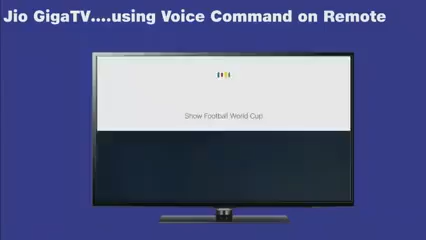 Jio GigaTV....using Voice Command on Remote
Show Football World Cup